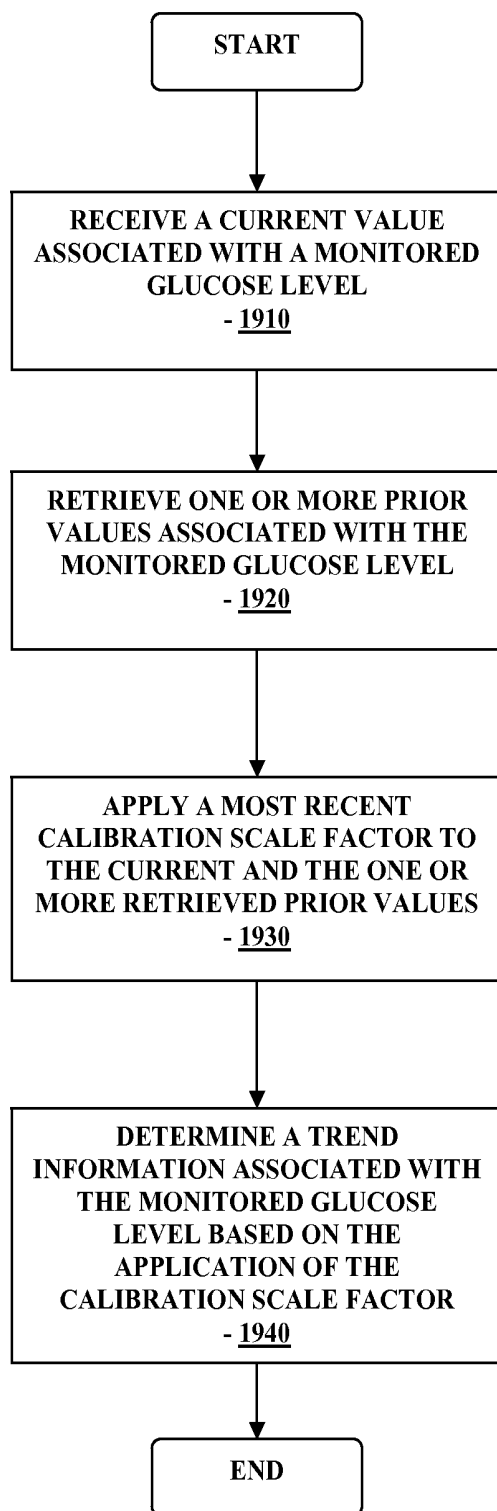 START
RECEIVE A CURRENT VALUE
ASSOCIATED WITH A MONITORED
GLUCOSE LEVEL
- 1910
RETRIEVE ONE OR MORE PRIOR
VALUES ASSOCIATED WITH THE
MONITORED GLUCOSE LEVEL
- 1920
APPLY A MOST RECENT
CALIBRATION SCALE FACTOR TO
THE CURRENT AND THE ONE OR
MORE RETRIEVED PRIOR VALUES
- 1930
DETERMINE A TREND
INFORMATION ASSOCIATED WITH
THE MONITORED GLUCOSE
LEVEL BASED ON THE
APPLICATION OF THE
CALIBRATION SCALE FACTOR
- 1940
END